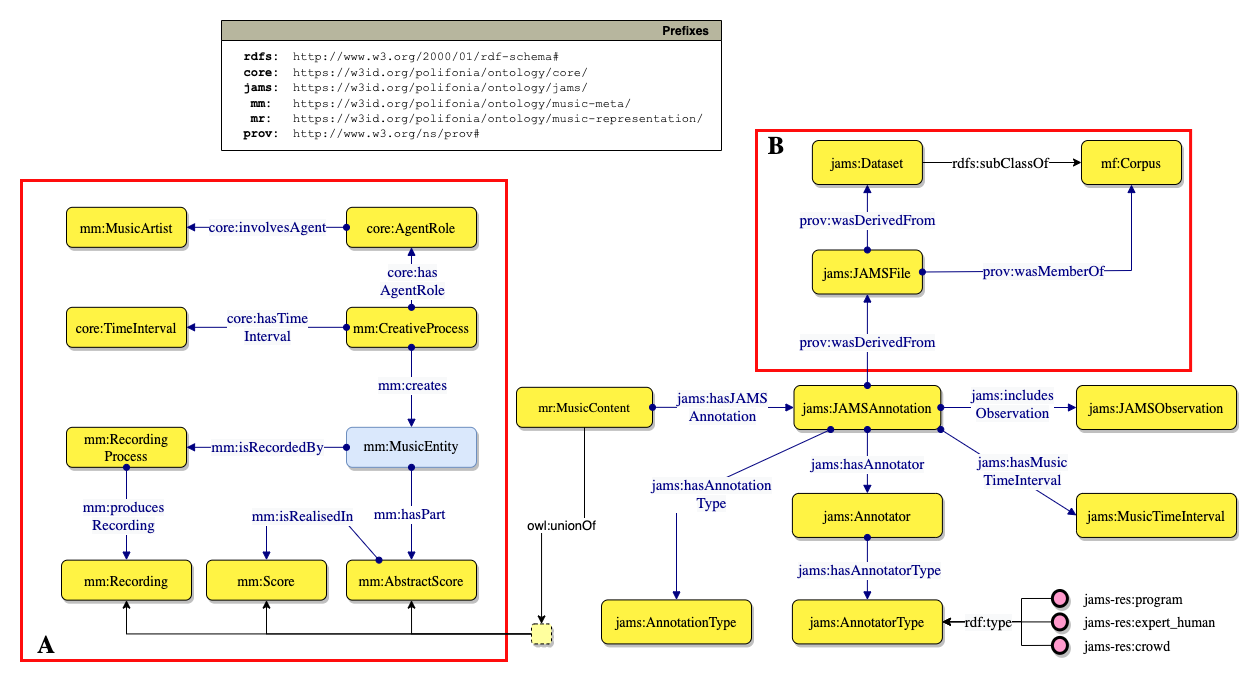 Prefixes
rdfs: http://www.w3.org/2000/01/rdf-schema#
core: https://w3id.org/polifonia/ontology/core/
jams: https://w3id.org/polifonia/ontology/jams/
mm: https://w3id.org/polifonia/ontology/music-meta/
mr: https://w3id.org/polifonia/ontology/music-representation/
prov: http://www.w3.org/ns/prov#
B
jams:Dataset
rdfs:subClassOf
mf:Corpus
prov:wasDerivedFrom
jams:JAMSFile
prov:wasMemberOf
prov:wasDerivedFrom
mm:MusicArtist
core:involvesAgent
core:AgentRole
core:has
AgentRole
core:TimeInterval
core:hasTime
Interval
mm:CreativeProcess
mm:creates
mm:Recording
Process
mm:isRecordedBy
mm:MusicEntity
mm:produces
Recording
mm:isRealisedIn
mm:hasPart
mm:Recording
mm:Score
mm:AbstractScore
A
mr:MusicContent
jams:hasJAMS
Annotation
jams:JAMSAnnotation
jams:includes
Observation
jams:JAMSObservation
owl:unionOf
jams:hasAnnotation
Type
jams:hasAnnotator
jams:hasMusic
TimeInterval
jams:Annotator
jams:MusicTimeInterval
jams:hasAnnotatorType
jams:AnnotationType
jams:AnnotatorType
rdf:type
jams-res:program
jams-res:expert_human
jams-res:crowd